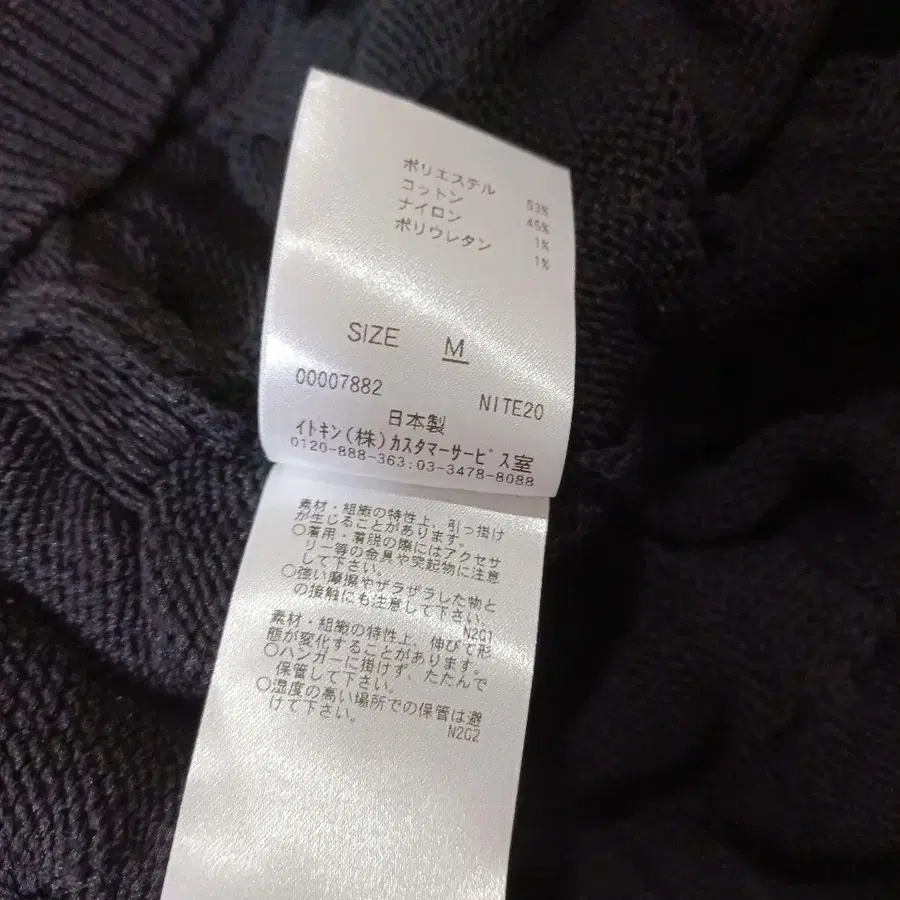 ポリエステル 53%
コットン 45%
ナイロン 1%
ポリウレタン 1%
SIZE M
00007882 NITE20
日本製
イトキン(株)カスタマーサービス室
0120-888-363:03-3478-8088
素材・組織の特性上、引っ掛け
が生じることがあります。
○着用・着脱の際にはアクセサ
リー等の金具や突起物に注意
して下さい。
○強い摩擦やザラザラした物と
の接触にも注意して下さい。
N2G1
素材・組織の特性上、伸びて形
態が変化することがあります。
○ハンガーに掛けず、たたんで
保管して下さい。
○湿度の高い場所での保管は避
けて下さい。
N2G2